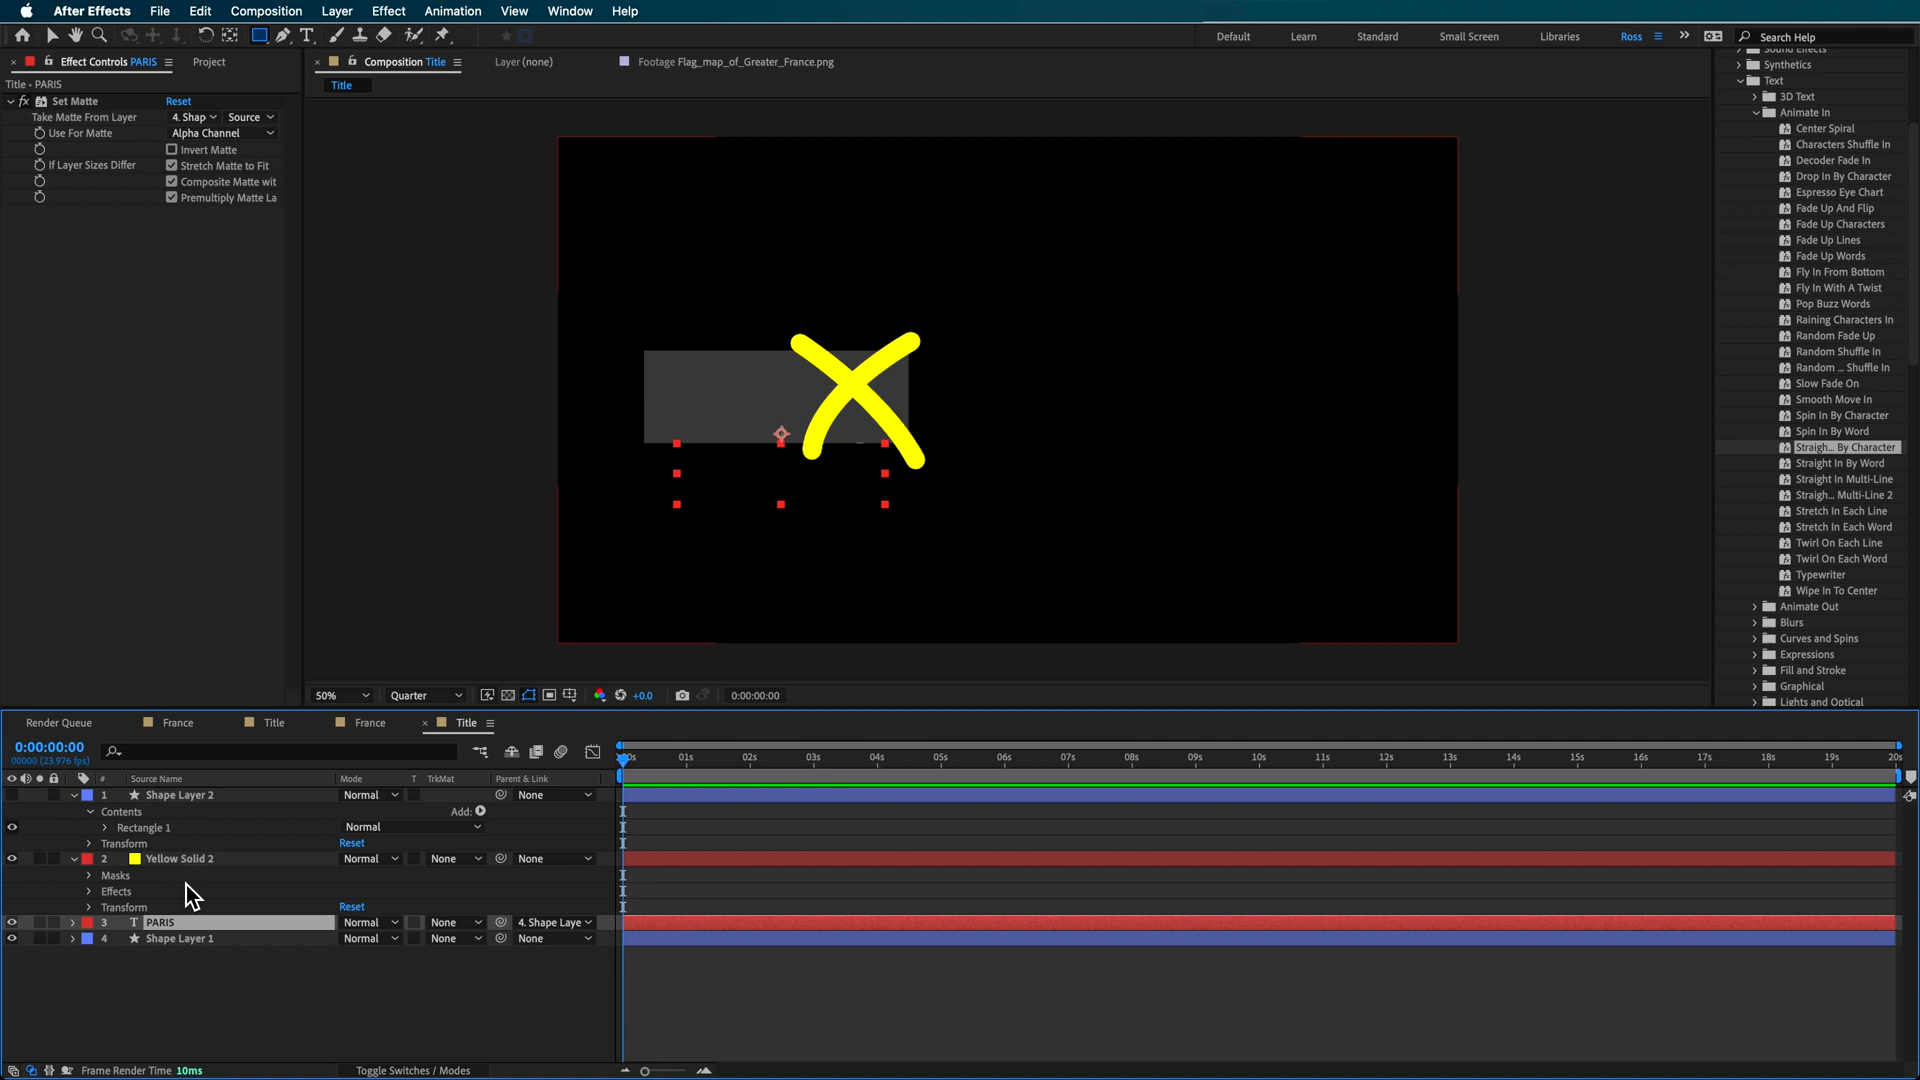 After Effects File Edit Composition Layer Effect Animation View Window Help
Default Learn Standard Small Screen Libraries Ross Search Help
Effect Controls PARIS Project
Composition Title Layer (none) Footage Flag_map_of_Greater_France.png
Title • PARIS
Title
fx Set Matte Reset
Take Matte From Layer 4. Shap Source
Use For Matte Alpha Channel
Invert Matte
If Layer Sizes Differ Stretch Matte to Fit
Composite Matte wit
Premultiply Matte La
Sound Effects
Synthetics
Text
3D Text
Animate In
Center Spiral
Characters Shuffle In
Decoder Fade In
Drop In By Character
Espresso Eye Chart
Fade Up And Flip
Fade Up Characters
Fade Up Lines
Fade Up Words
Fly In From Bottom
Fly In With A Twist
Pop Buzz Words
Raining Characters In
Random Fade Up
Random Shuffle In
Random ... Shuffle In
Slow Fade On
Smooth Move In
Spin In By Character
Spin In By Word
Straigh... By Character
Straight In By Word
Straight In Multi-Line
Straigh... Multi-Line 2
Stretch In Each Line
Stretch In Each Word
Twirl On Each Line
Twirl On Each Word
Typewriter
Wipe In To Center
Animate Out
Blurs
Curves and Spins
Expressions
Fill and Stroke
Graphical
Lights and Optical
50% Quarter +0.0 0:00:00:00
Render Queue France Title France Title
0:00:00:00
00000 (23.976 fps)
01s 02s 03s 04s 05s 06s 07s 08s 09s 10s 11s 12s 13s 14s 15s 16s 17s 18s 19s 20s
# Source Name Mode T TrkMat Parent & Link
1 Shape Layer 2 Normal None
Contents Add:
Rectangle 1 Normal
Transform Reset
2 Yellow Solid 2 Normal None None
Masks
Effects
Transform Reset
3 T PARIS Normal None 4. Shape Laye
4 Shape Layer 1 Normal None None
Frame Render Time 10ms Toggle Switches / Modes